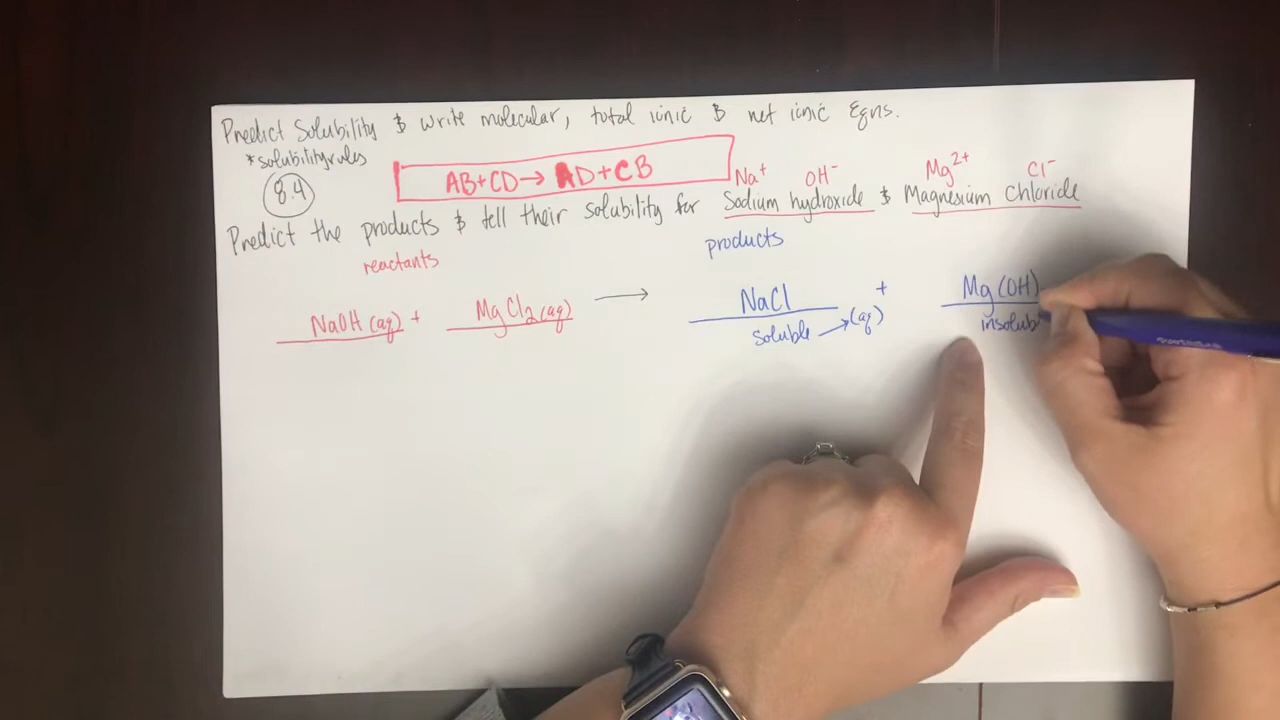 Predict Solubility & write molecular, total ionic & net ionic Eqns.
*solubility rules
8.4
AB+CD→ AD+CB
Na⁺ OH⁻ Mg²⁺ Cl⁻
Predict the products & tell their solubility for Sodium hydroxide & Magnesium Chloride
reactants products
NaOH (aq) + MgCl₂ (aq) → NaCl + Mg(OH)
soluble → (aq) insolub